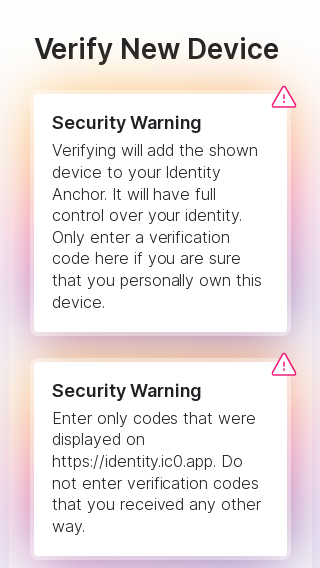 Verify New Device
Security Warning
Verifying will add the shown
device to your Identity
Anchor. It will have full
control over your identity.
Only enter a verification
code here if you are sure
that you personally own this
device.
Security Warning
Enter only codes that were
displayed on
https://identity.ic0.app. Do
not enter verification codes
that you received any other
way.